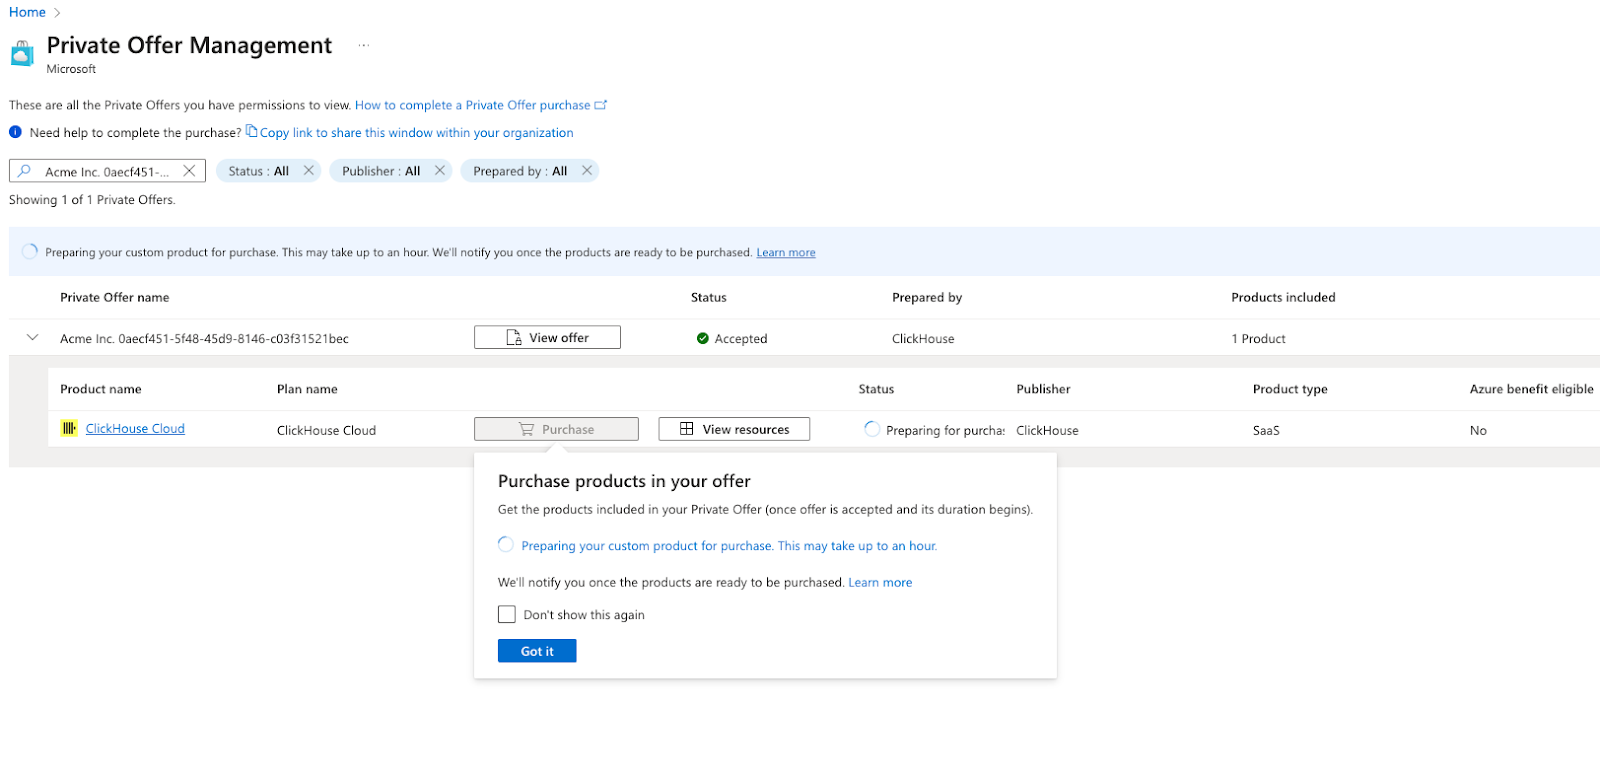 Home
Private Offer Management ...
Microsoft
These are all the Private Offers you have permissions to view. How to complete a Private Offer purchase
Need help to complete the purchase? Copy link to share this window within your organization
Acme Inc. 0aecf451-... Status : All Publisher : All Prepared by : All
Showing 1 of 1 Private Offers.
Preparing your custom product for purchase. This may take up to an hour. We'll notify you once the products are ready to be purchased. Learn more
Private Offer name Status Prepared by Products included
Acme Inc. 0aecf451-5f48-45d9-8146-c03f31521bec View offer Accepted ClickHouse 1 Product
Product name Plan name Status Publisher Product type Azure benefit eligible
ClickHouse Cloud ClickHouse Cloud Purchase View resources Preparing for purchas ClickHouse SaaS No
Purchase products in your offer
Get the products included in your Private Offer (once offer is accepted and its duration begins).
Preparing your custom product for purchase. This may take up to an hour.
We'll notify you once the products are ready to be purchased. Learn more
Don't show this again
Got it